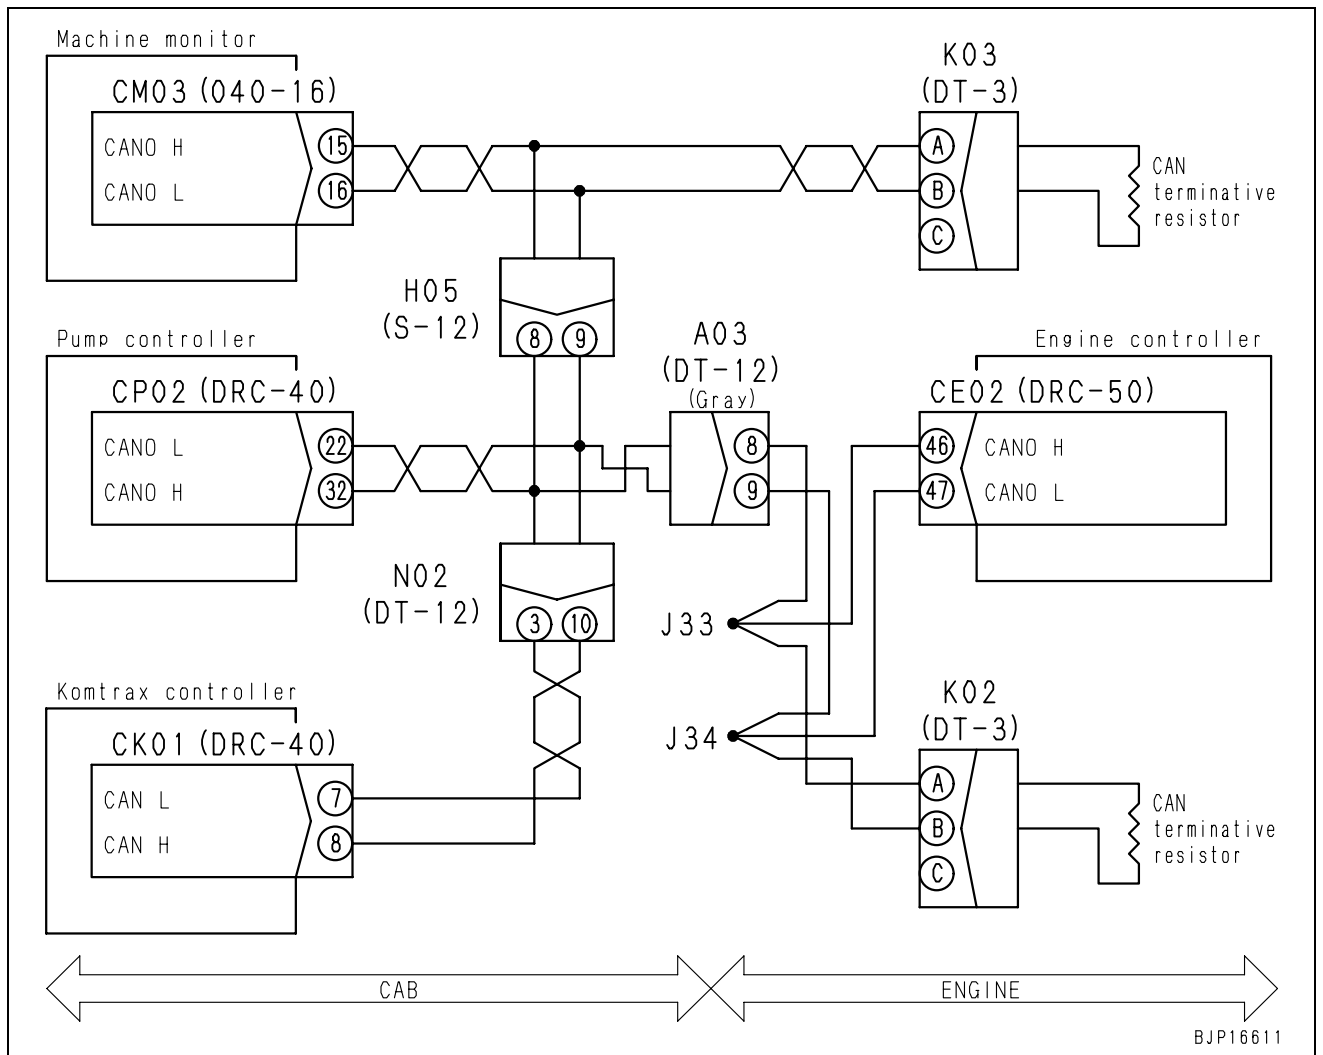 Machine monitor
CM03 (040-16)
CAN0 H
15
CAN0 L
16
K03
(DT-3)
A
B
C
CAN
terminative
resistor
H05
(S-12)
8
9
Pump controller
CP02 (DRC-40)
CAN0 L
22
CAN0 H
32
A03
(DT-12)
(Gray)
8
9
Engine controller
CE02 (DRC-50)
46
CAN0 H
47
CAN0 L
N02
(DT-12)
3
10
J33
J34
Komtrax controller
CK01 (DRC-40)
CAN L
7
CAN H
8
K02
(DT-3)
A
B
C
CAN
terminative
resistor
CAB
ENGINE
BJP16611